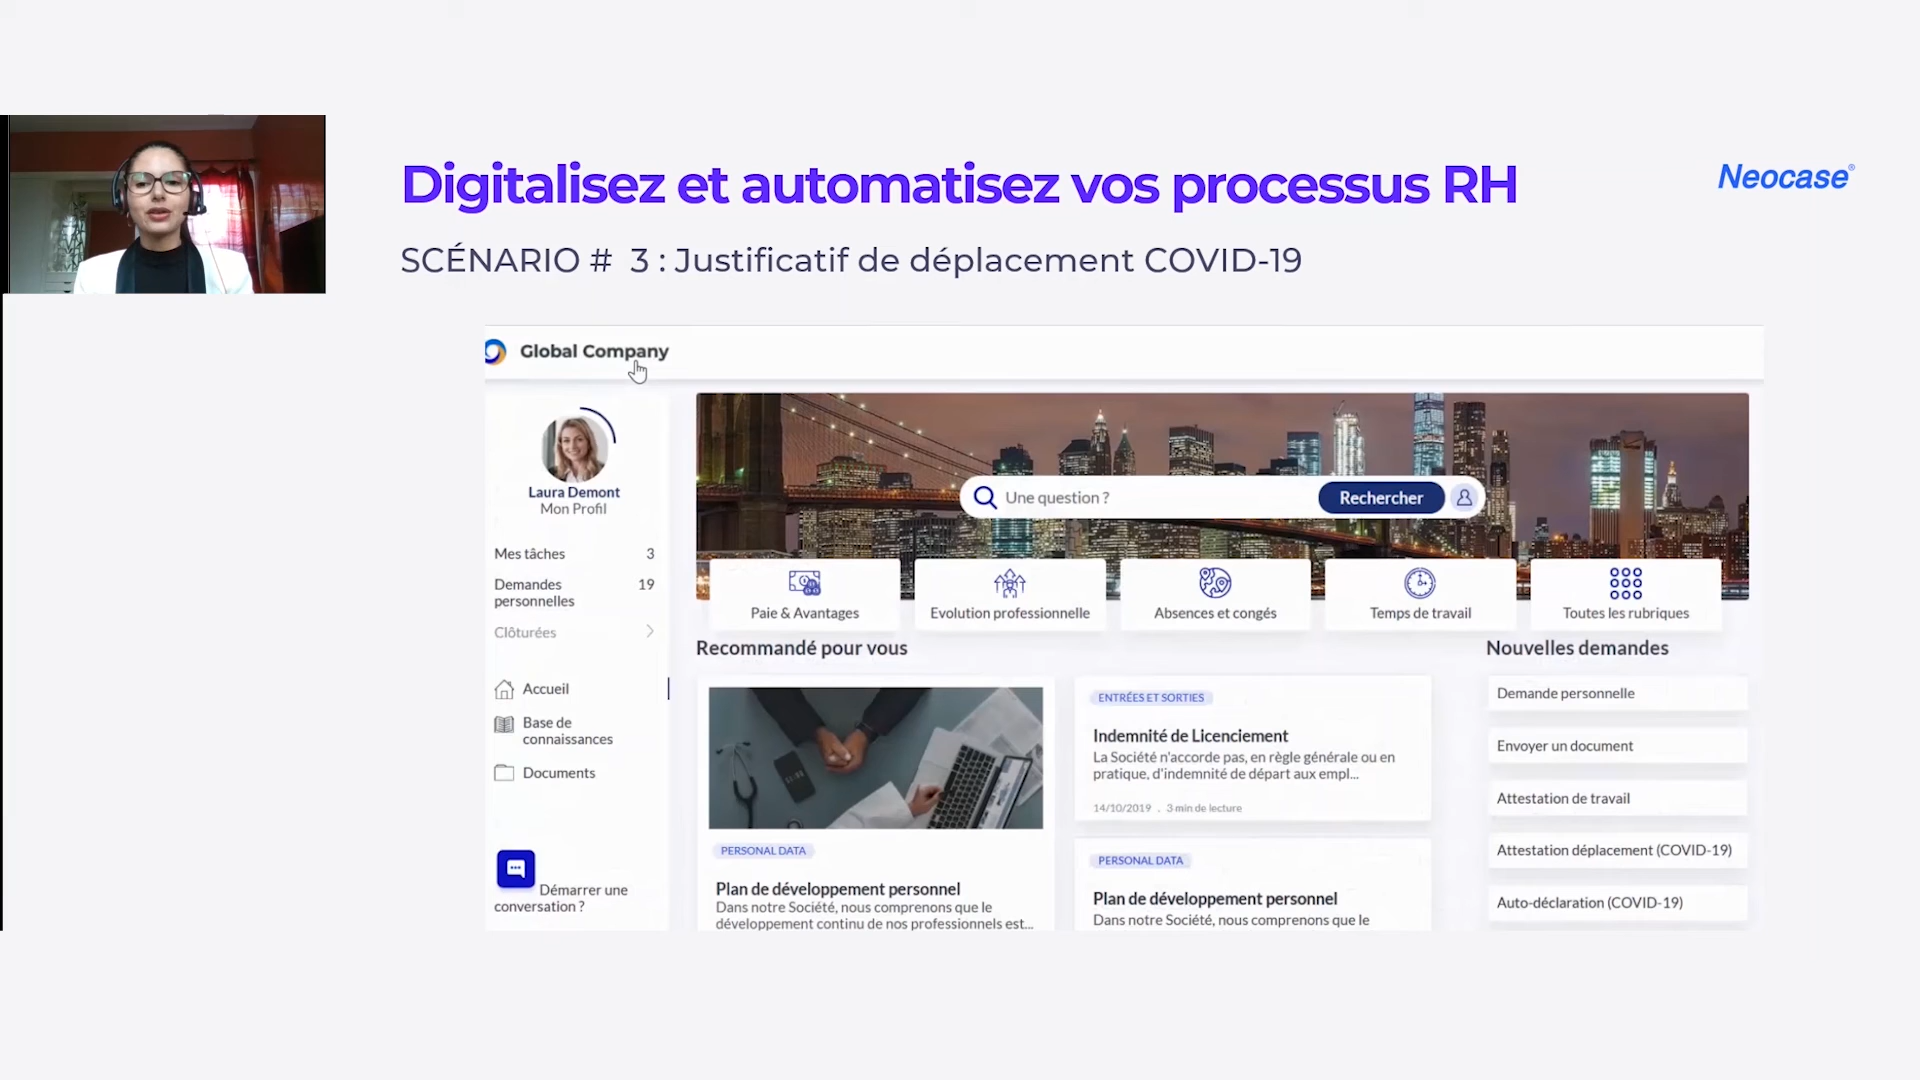 Digitalisez et automatisez vos processus RH
Neocase®
SCÉNARIO # 3 : Justificatif de déplacement COVID-19
Global Company
Laura Demont
Mon Profil
Mes tâches 3
Demandes 19
personnelles
Clôturées
Accueil
Base de
connaissances
Documents
Démarrer une
conversation ?
Une question ?
Rechercher
Paie & Avantages
Evolution professionnelle
Absences et congés
Temps de travail
Toutes les rubriques
Recommandé pour vous
PERSONAL DATA
Plan de développement personnel
Dans notre Société, nous comprenons que le
développement continu de nos professionnels est...
ENTRÉES ET SORTIES
Indemnité de Licenciement
La Société n'accorde pas, en règle générale ou en
pratique, d'indemnité de départ aux empl...
14/10/2019 . 3 min de lecture
PERSONAL DATA
Plan de développement personnel
Dans notre Société, nous comprenons que le
Nouvelles demandes
Demande personnelle
Envoyer un document
Attestation de travail
Attestation déplacement (COVID-19)
Auto-déclaration (COVID-19)